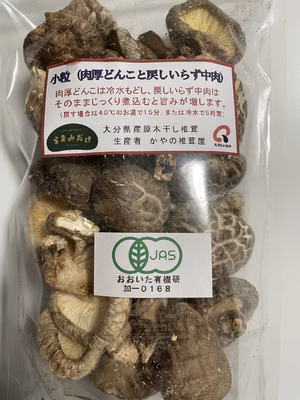 小粒(肉厚どんこと戻しいらず中肉)
肉厚どんこは冷水もどし、戻しいらず中肉は
そのままじっくり煮込むと旨みが増します。
(戻す場合は40℃のお湯で15分、または冷水で5時間)
うまみだけ
大分県産原木干し椎茸
生産者 かやの椎茸屋
JAS
おおいた有機研
加ー0168